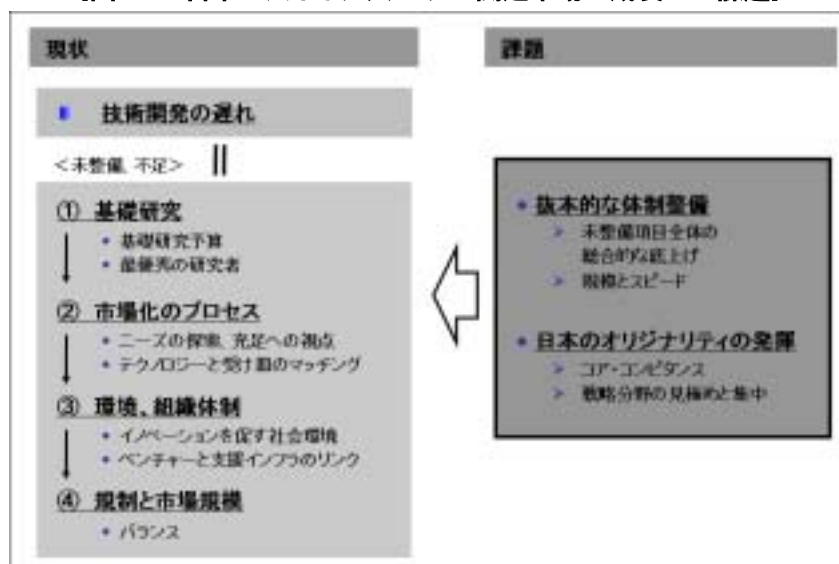 現状
技術開発の遅れ
<未整備、不足>
① 基礎研究
• 基礎研究予算
• 最優秀の研究者
② 市場化のプロセス
• ニーズの探索、充足への視点
• テクノロジーと受け皿のマッチング
③ 環境、組織体制
• イノベーションを促す社会環境
• ベンチャーと支援インフラのリンク
④ 規制と市場規模
• バランス
課題
• 抜本的な体制整備
➢ 未整備項目全体の
総合的な底上げ
➢ 規模とスピード
• 日本のオリジナリティの発揮
➢ コア・コンピタンス
➢ 戦略分野の見極めと集中